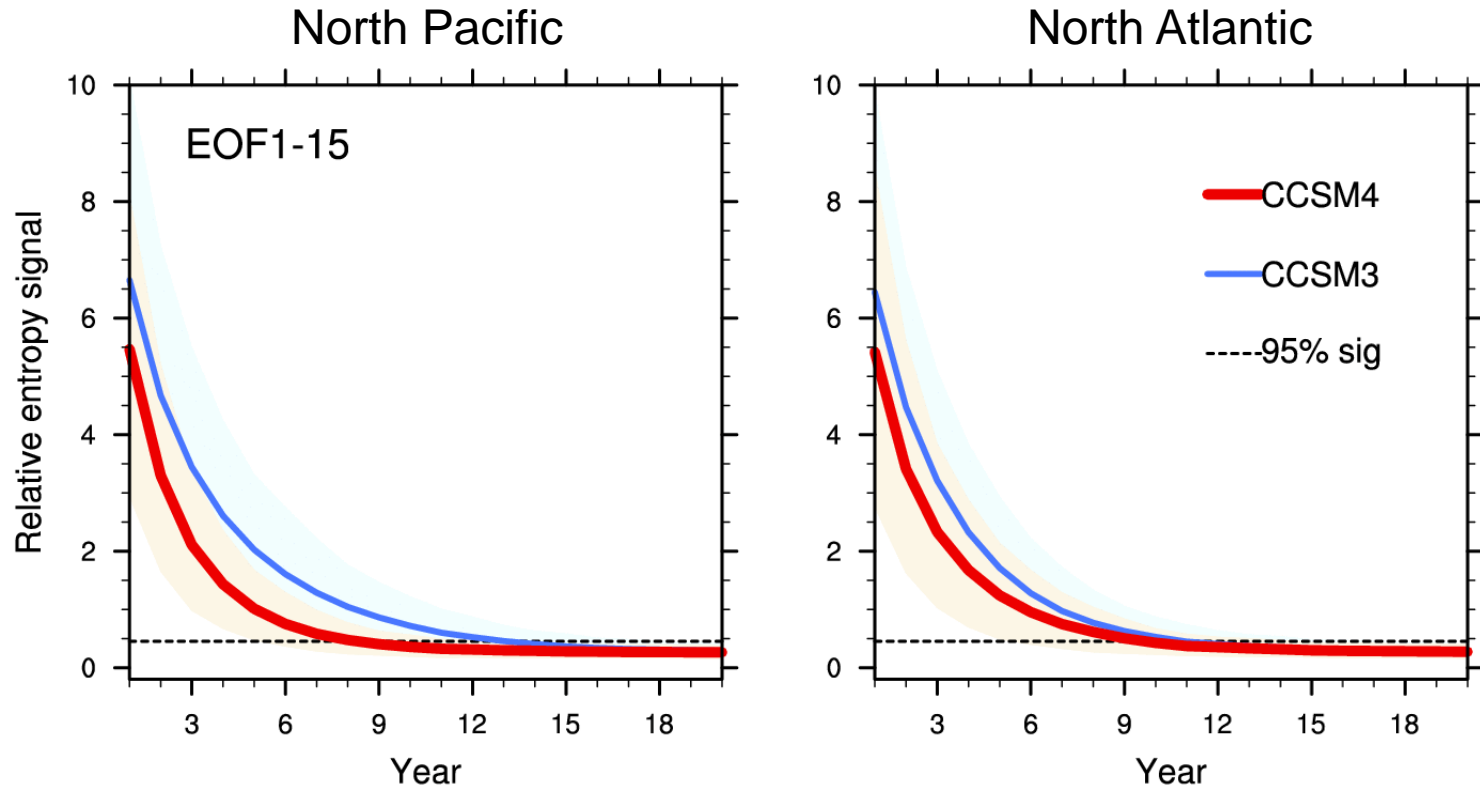 North Pacific
North Atlantic
EOF1-15
Relative entropy signal
10
8
6
4
2
0
3 6 9 12 15 18
Year
10
8
6
4
2
0
CCSM4
CCSM3
95% sig
3 6 9 12 15 18
Year